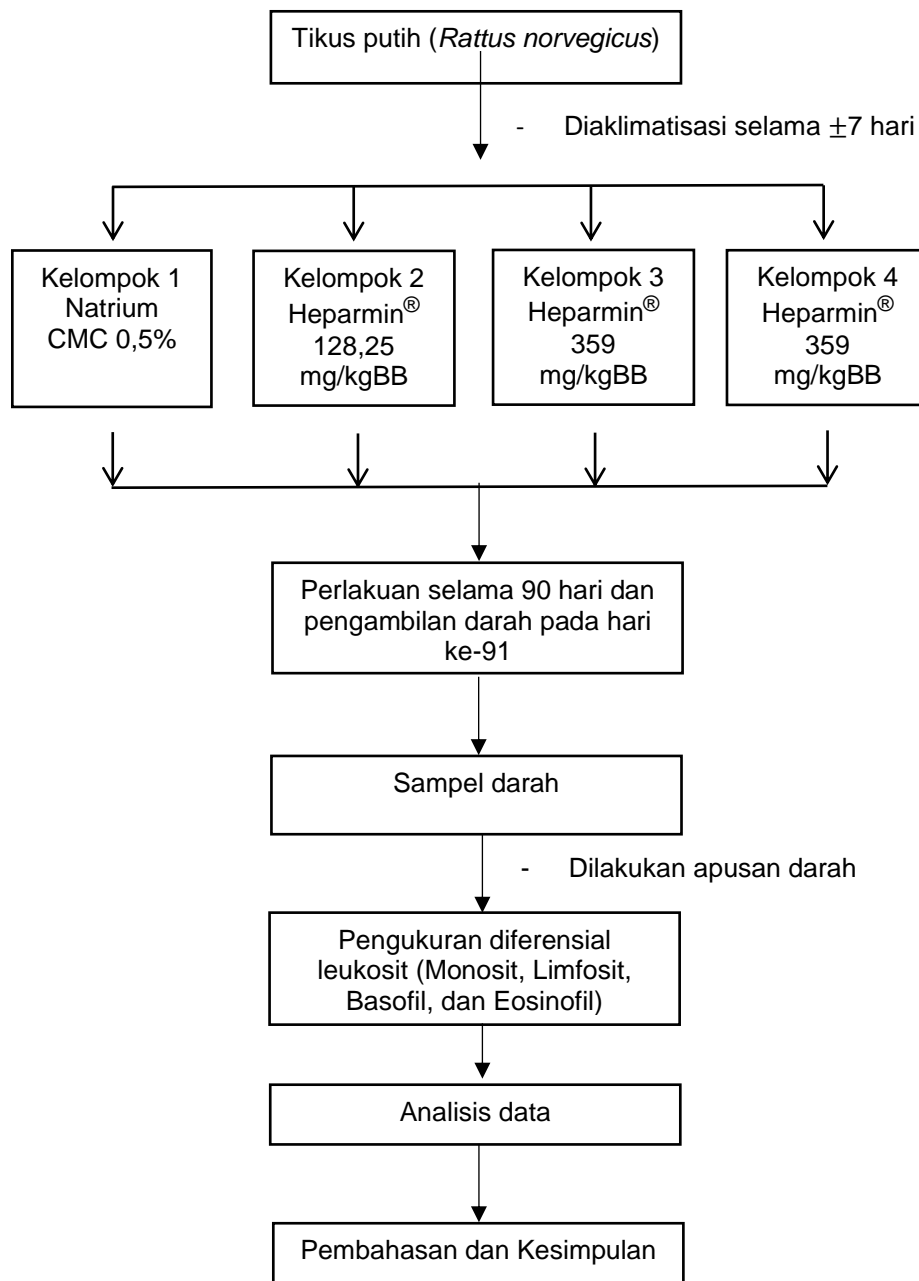 Tikus putih (Rattus norvegicus)
- Diaklimatisasi selama ±7 hari
Kelompok 1
Natrium
CMC 0,5%
Kelompok 2
Heparmin®
128,25
mg/kgBB
Kelompok 3
Heparmin®
359
mg/kgBB
Kelompok 4
Heparmin®
359
mg/kgBB
Perlakuan selama 90 hari dan
pengambilan darah pada hari
ke-91
Sampel darah
- Dilakukan apusan darah
Pengukuran diferensial
leukosit (Monosit, Limfosit,
Basofil, dan Eosinofil)
Analisis data
Pembahasan dan Kesimpulan